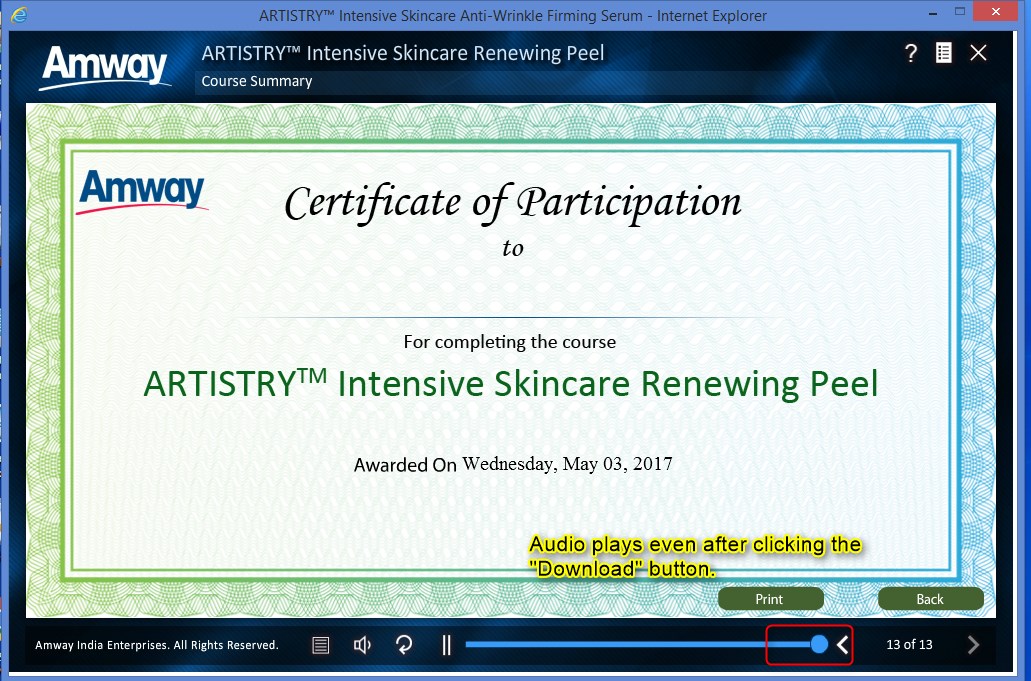 ARTISTRY™ Intensive Skincare Anti-Wrinkle Firming Serum - Internet Explorer
Amway
ARTISTRY™ Intensive Skincare Renewing Peel
?
Course Summary
Amway
Certificate of Participation
to
For completing the course
ARTISTRY™ Intensive Skincare Renewing Peel
Awarded On Wednesday, May 03, 2017
Audio plays even after clicking the
"Download" button.
Print Back
Amway India Enterprises. All Rights Reserved. 13 of 13